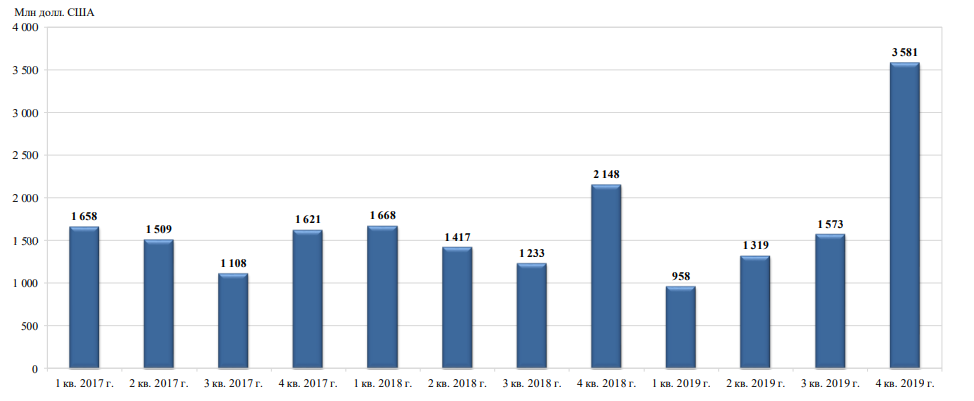 Млн долл. США
4 000
3 500
3 000
2 500
2 000
1 500
1 000
500
0
1 658
1 509
1 108
1 621
1 668
1 417
1 233
2 148
958
1 319
1 573
3 581
1 кв. 2017 г.
2 кв. 2017 г.
3 кв. 2017 г.
4 кв. 2017 г.
1 кв. 2018 г.
2 кв. 2018 г.
3 кв. 2018 г.
4 кв. 2018 г.
1 кв. 2019 г.
2 кв. 2019 г.
3 кв. 2019 г.
4 кв. 2019 г.